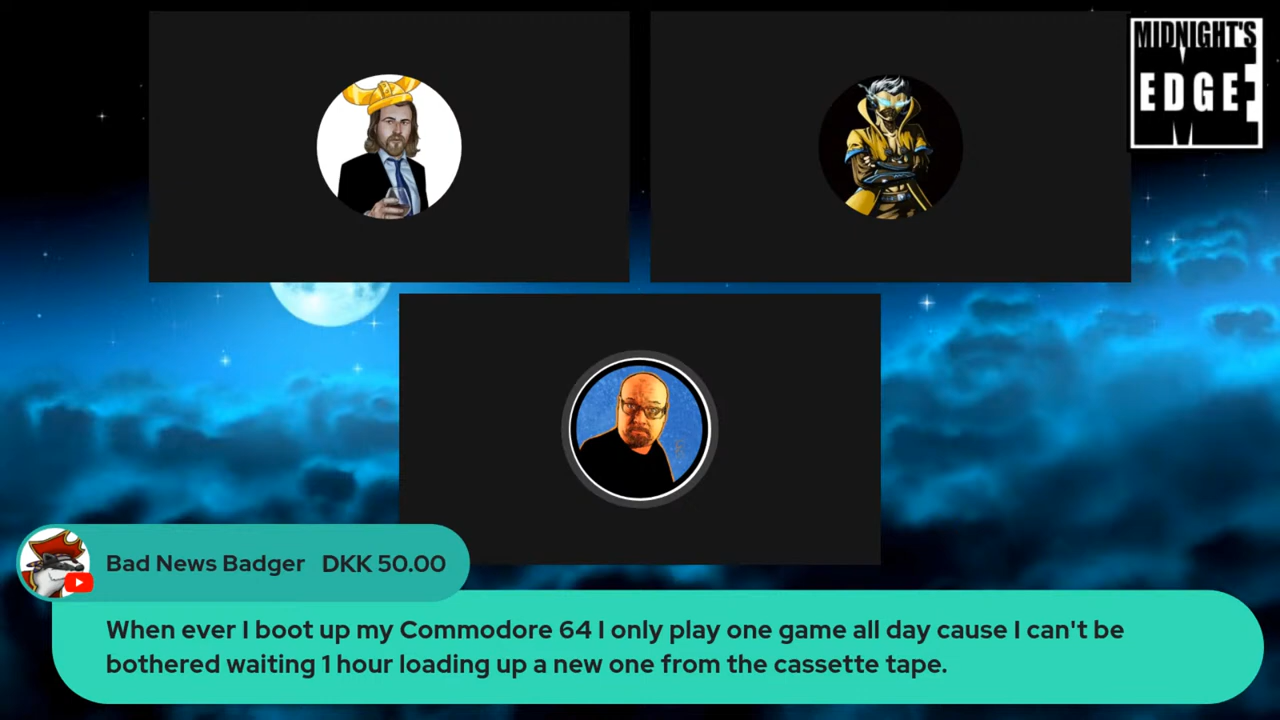 MIDNIGHT'S
EDGE
Bad News Badger DKK 50.00
When ever I boot up my Commodore 64 I only play one game all day cause I can't be
bothered waiting 1 hour loading up a new one from the cassette tape.